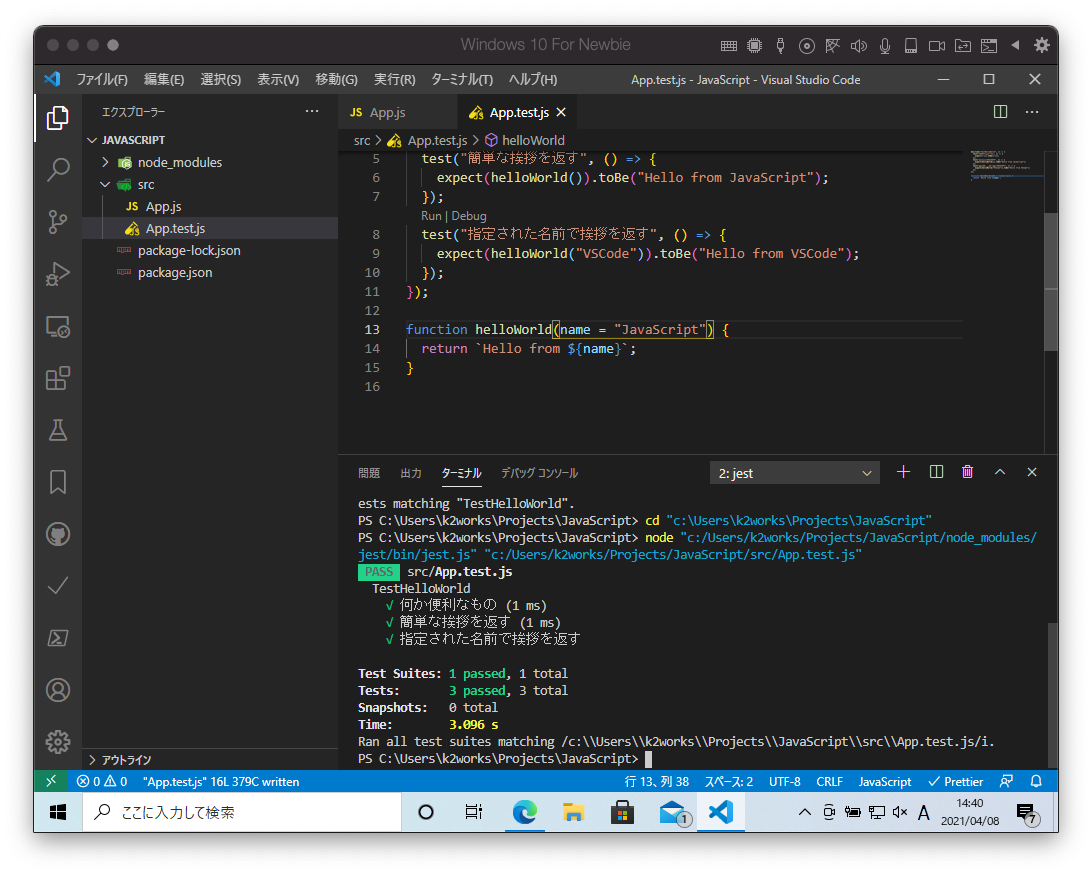 Windows 10 For Newbie
ファイル(F) 編集(E) 選択(S) 表示(V) 移動(G) 実行(R) ターミナル(T) ヘルプ(H) App.test.js - JavaScript - Visual Studio Code
エクスプローラー
JAVASCRIPT
node_modules
src
JS App.js
App.test.js
package-lock.json
package.json
アウトライン
JS App.js App.test.js
src > App.test.js > helloWorld
5 test("簡単な挨拶を返す", () => {
6 expect(helloWorld()).toBe("Hello from JavaScript");
7 });
Run | Debug
8 test("指定された名前で挨拶を返す", () => {
9 expect(helloWorld("VSCode")).toBe("Hello from VSCode");
10 });
11 });
12
13 function helloWorld(name = "JavaScript") {
14 return `Hello from ${name}`;
15 }
16
問題 出力 ターミナル デバッグ コンソール 2: jest
ests matching "TestHelloWorld".
PS C:\Users\k2works\Projects\JavaScript> cd "c:\Users\k2works\Projects\JavaScript"
PS C:\Users\k2works\Projects\JavaScript> node "c:/Users/k2works/Projects/JavaScript/node_modules/
jest/bin/jest.js" "c:/Users/k2works/Projects/JavaScript/src/App.test.js"
PASS src/App.test.js
TestHelloWorld
√ 何か便利なもの (1 ms)
√ 簡単な挨拶を返す (1 ms)
√ 指定された名前で挨拶を返す
Test Suites: 1 passed, 1 total
Tests: 3 passed, 3 total
Snapshots: 0 total
Time: 3.096 s
Ran all test suites matching /c:\\Users\\k2works\\Projects\\JavaScript\\src\\App.test.js/i.
PS C:\Users\k2works\Projects\JavaScript>
0 0 "App.test.js" 16L 379C written 行 13、列 38 スペース: 2 UTF-8 CRLF JavaScript Prettier
ここに入力して検索 1 A 14:40
2021/04/08 7